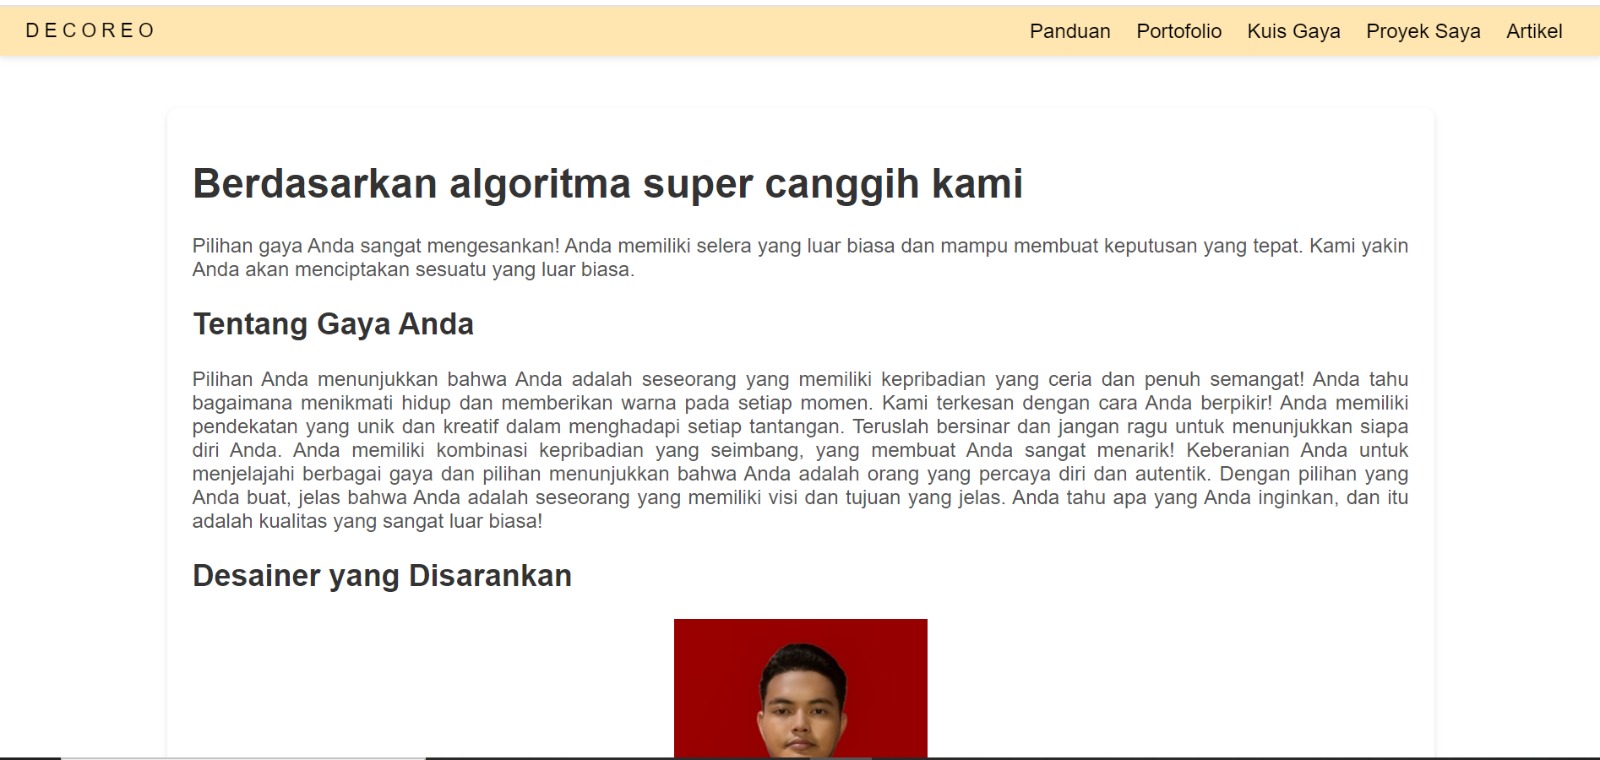 DECOREO
Panduan Portofolio Kuis Gaya Proyek Saya Artikel
Berdasarkan algoritma super canggih kami
Pilihan gaya Anda sangat mengesankan! Anda memiliki selera yang luar biasa dan mampu membuat keputusan yang tepat. Kami yakin
Anda akan menciptakan sesuatu yang luar biasa.
Tentang Gaya Anda
Pilihan Anda menunjukkan bahwa Anda adalah seseorang yang memiliki kepribadian yang ceria dan penuh semangat! Anda tahu
bagaimana menikmati hidup dan memberikan warna pada setiap momen. Kami terkesan dengan cara Anda berpikir! Anda memiliki
pendekatan yang unik dan kreatif dalam menghadapi setiap tantangan. Teruslah bersinar dan jangan ragu untuk menunjukkan siapa
diri Anda. Anda memiliki kombinasi kepribadian yang seimbang, yang membuat Anda sangat menarik! Keberanian Anda untuk
menjelajahi berbagai gaya dan pilihan menunjukkan bahwa Anda adalah orang yang percaya diri dan autentik. Dengan pilihan yang
Anda buat, jelas bahwa Anda adalah seseorang yang memiliki visi dan tujuan yang jelas. Anda tahu apa yang Anda inginkan, dan itu
adalah kualitas yang sangat luar biasa!
Desainer yang Disarankan